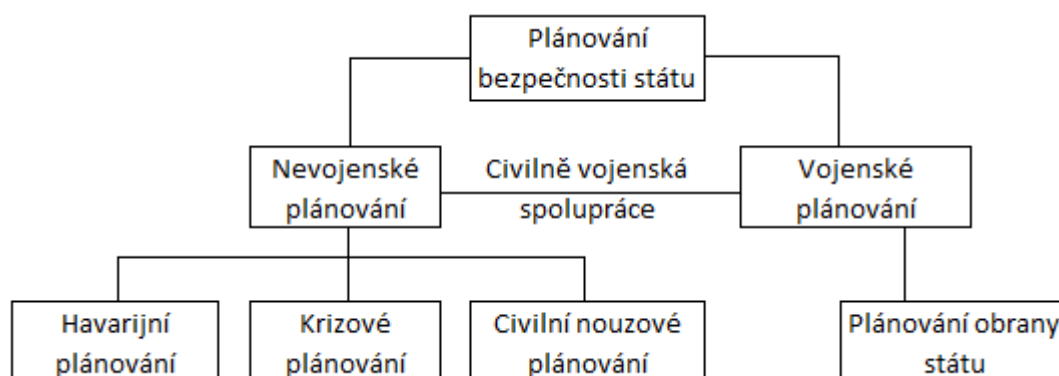 Plánování
bezpečnosti státu
Nevojenské
plánování
Civilně vojenská
spolupráce
Vojenské
plánování
Havarijní
plánování
Krizové
plánování
Civilní nouzové
plánování
Plánování obrany
státu